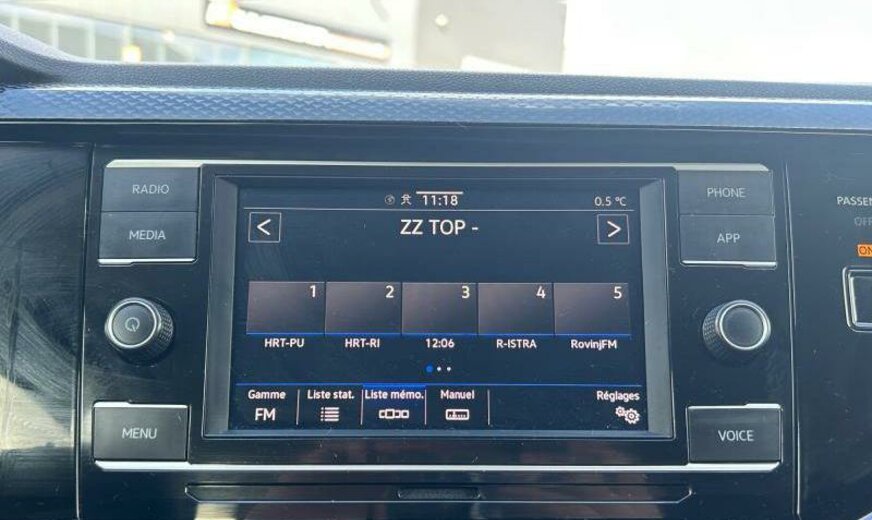 RADIO
MEDIA
MENU
PHONE
APP
VOICE
11:18
0.5 °C
<
ZZ TOP -
>
1
2
3
4
5
HRT-PU
HRT-RI
12:06
R-ISTRA
RovinjFM
Gamme
FM
Liste stat.
Liste mémo.
Manuel
Réglages
PASSEN
OF
ON